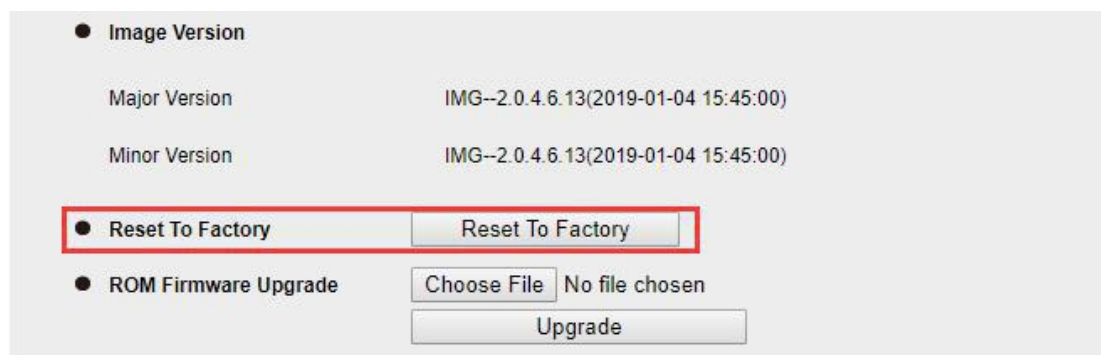 Image Version
Major Version IMG--2.0.4.6.13(2019-01-04 15:45:00)
Minor Version IMG--2.0.4.6.13(2019-01-04 15:45:00)
Reset To Factory Reset To Factory
ROM Firmware Upgrade Choose File No file chosen
Upgrade